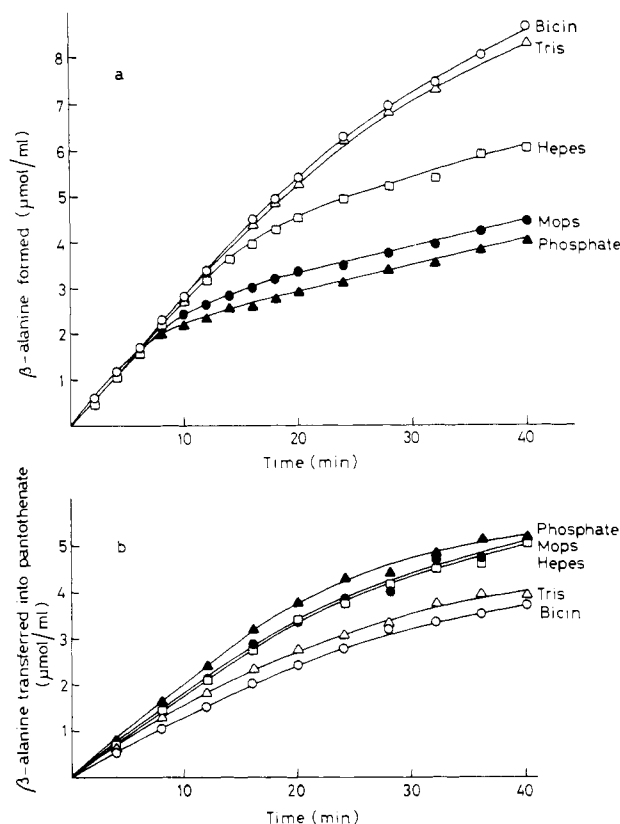 a
β-alanine formed (μmol/ml)
8
7
6
5
4
3
2
1
Bicin
Tris
Hepes
Mops
Phosphate
10
20
30
40
Time (min)
b
β-alanine transferred into pantothenate
(μmol/ml)
5
4
3
2
1
Phosphate
Mops
Hepes
Tris
Bicin
10
20
30
40
Time (min)